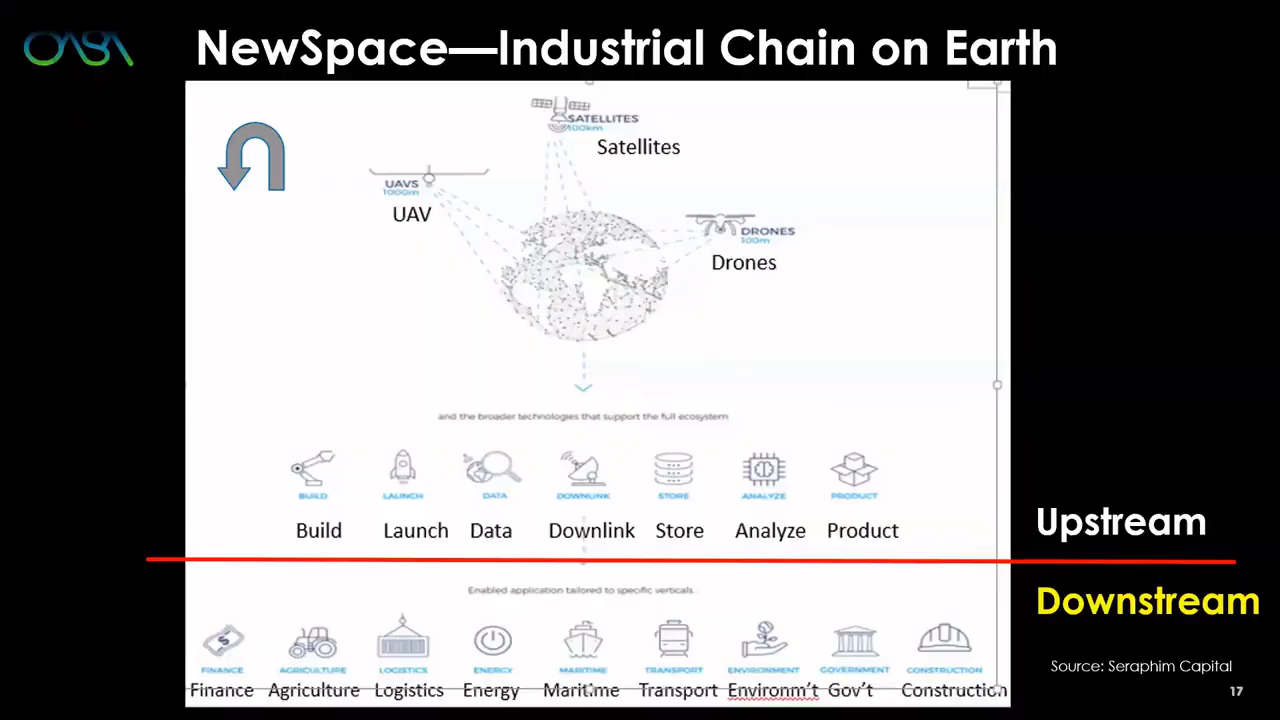 OASA
NewSpace—Industrial Chain on Earth
SATELLITES
100km
Satellites
UAVS
1000m
UAV
DRONES
100m
Drones
and the broader technologies that support the full ecosystem
BUILD LAUNCH DATA DOWNLINK STORE ANALYZE PRODUCT
Build Launch Data Downlink Store Analyze Product
Upstream
Downstream
Enabled application tailored to specific verticals.
FINANCE AGRICULTURE LOGISTICS ENERGY MARITIME TRANSPORT ENVIRONMENT GOVERNMENT CONSTRUCTION
Finance Agriculture Logistics Energy Maritime Transport Environm't Gov't Construction
Source: Seraphim Capital
17